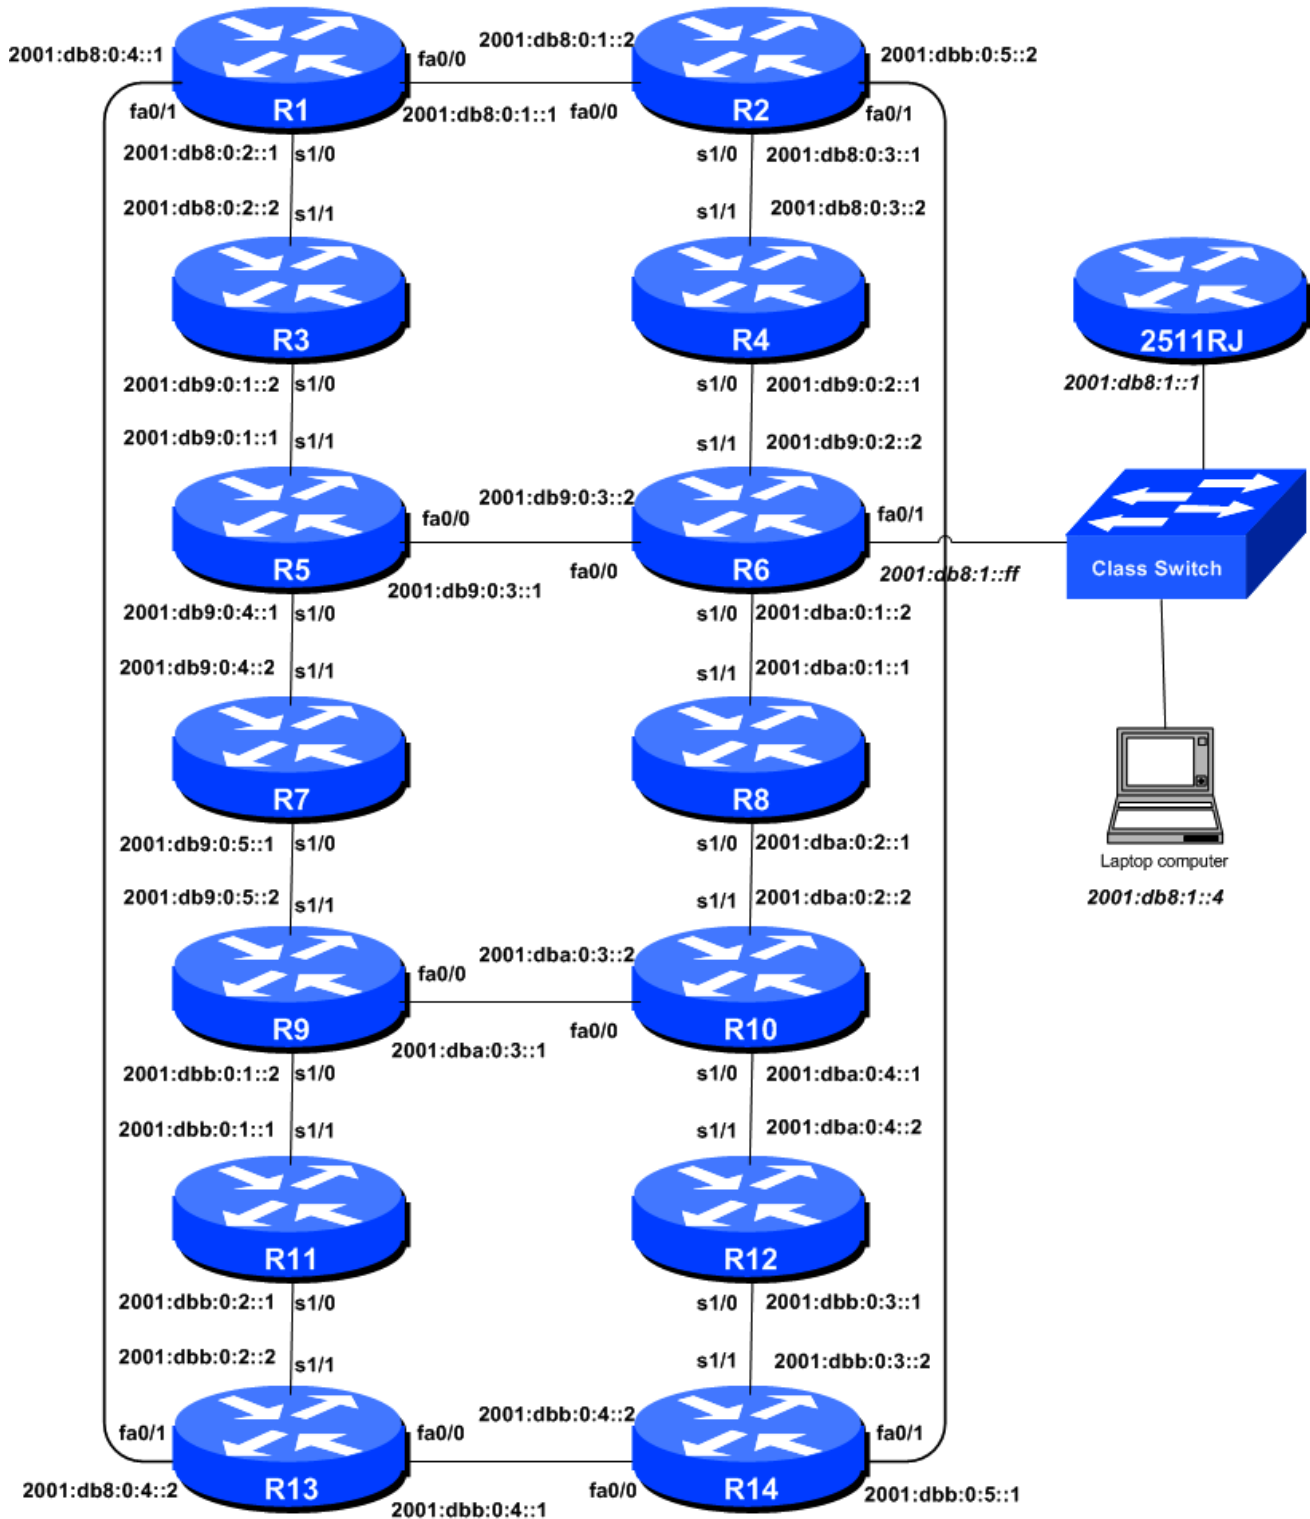 2001:db8:0:4::1
fa0/0
2001:db8:0:1::2
2001:dbb:0:5::2
fa0/1
R1
2001:db8:0:1::1
fa0/0
R2
fa0/1
2001:db8:0:2::1
s1/0
s1/0
2001:db8:0:3::1
2001:db8:0:2::2
s1/1
s1/1
2001:db8:0:3::2
R3
R4
2511RJ
2001:db9:0:1::2
s1/0
s1/0
2001:db9:0:2::1
2001:db8:1::1
2001:db9:0:1::1
s1/1
s1/1
2001:db9:0:2::2
fa0/0
2001:db9:0:3::2
fa0/1
R5
2001:db9:0:3::1
fa0/0
R6
2001:db8:1::ff
Class Switch
2001:db9:0:4::1
s1/0
s1/0
2001:dba:0:1::2
2001:db9:0:4::2
s1/1
s1/1
2001:dba:0:1::1
R7
R8
2001:db9:0:5::1
s1/0
s1/0
2001:dba:0:2::1
Laptop computer
2001:db9:0:5::2
s1/1
s1/1
2001:dba:0:2::2
2001:db8:1::4
fa0/0
2001:dba:0:3::2
R9
2001:dba:0:3::1
fa0/0
R10
2001:dbb:0:1::2
s1/0
s1/0
2001:dba:0:4::1
2001:dbb:0:1::1
s1/1
s1/1
2001:dba:0:4::2
R11
R12
2001:dbb:0:2::1
s1/0
s1/0
2001:dbb:0:3::1
2001:dbb:0:2::2
s1/1
s1/1
2001:dbb:0:3::2
fa0/1
fa0/0
2001:dbb:0:4::2
fa0/1
2001:db8:0:4::2
R13
2001:dbb:0:4::1
fa0/0
R14
2001:dbb:0:5::1